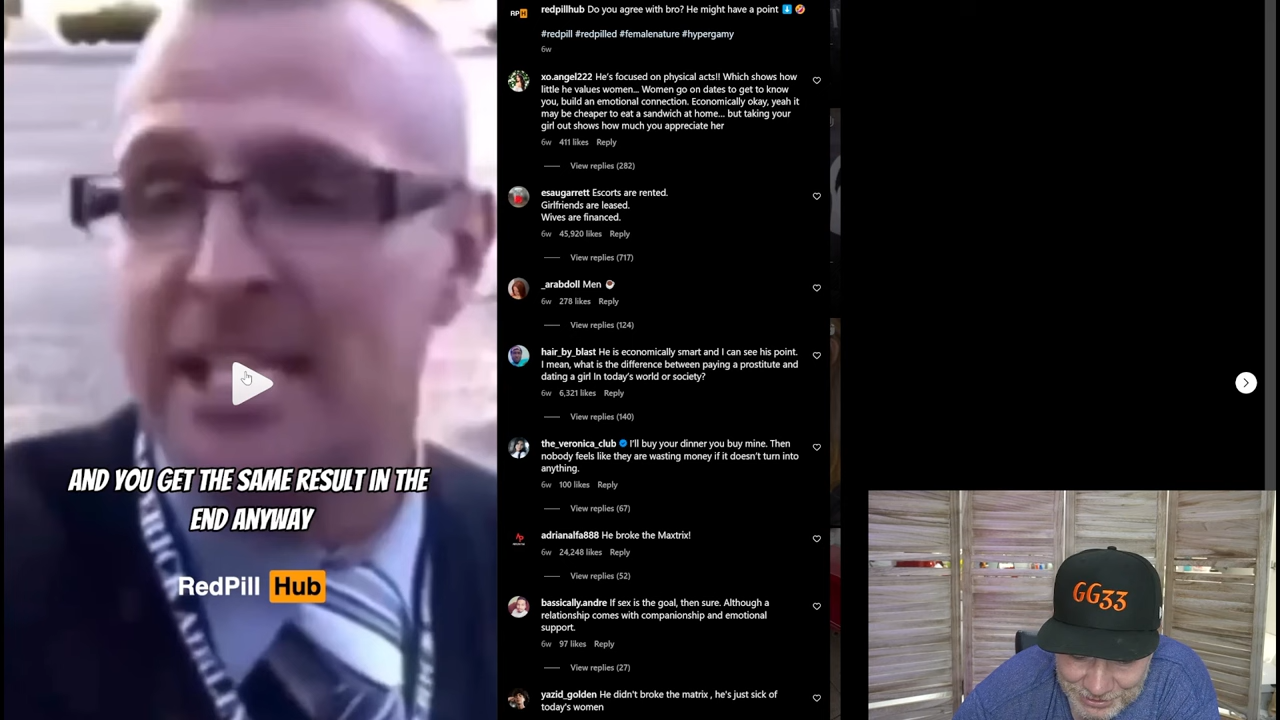 redpillhub Do you agree with bro? He might have a point ⬇️ 🤣
#redpill #redpilled #femalenature #hypergamy
6w
xo.angel222 He's focused on physical acts!! Which shows how
little he values women... Women go on dates to get to know
you, build an emotional connection. Economically okay, yeah it
may be cheaper to eat a sandwich at home... but taking your
girl out shows how much you appreciate her
6w 411 likes Reply
View replies (282)
esaugarrett Escorts are rented.
Girlfriends are leased.
Wives are financed.
6w 45,920 likes Reply
View replies (717)
_arabdoll Men ☕
6w 278 likes Reply
View replies (124)
hair_by_blast He is economically smart and I can see his point.
I mean, what is the difference between paying a prostitute and
dating a girl In today's world or society?
6w 6,321 likes Reply
View replies (140)
the_veronica_club I'll buy your dinner you buy mine. Then
nobody feels like they are wasting money if it doesn't turn into
anything.
6w 100 likes Reply
View replies (67)
adrianalfa888 He broke the Maxtrix!
6w 24,248 likes Reply
View replies (52)
bassically.andre If sex is the goal, then sure. Although a
relationship comes with companionship and emotional
support.
6w 97 likes Reply
View replies (27)
yazid_golden He didn't broke the matrix , he's just sick of
today's women
AND YOU GET THE SAME RESULT IN THE
END ANYWAY
RedPill Hub
RPH
GG33